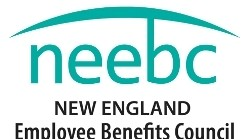 neebc
NEW ENGLAND
Employee Benefits Council